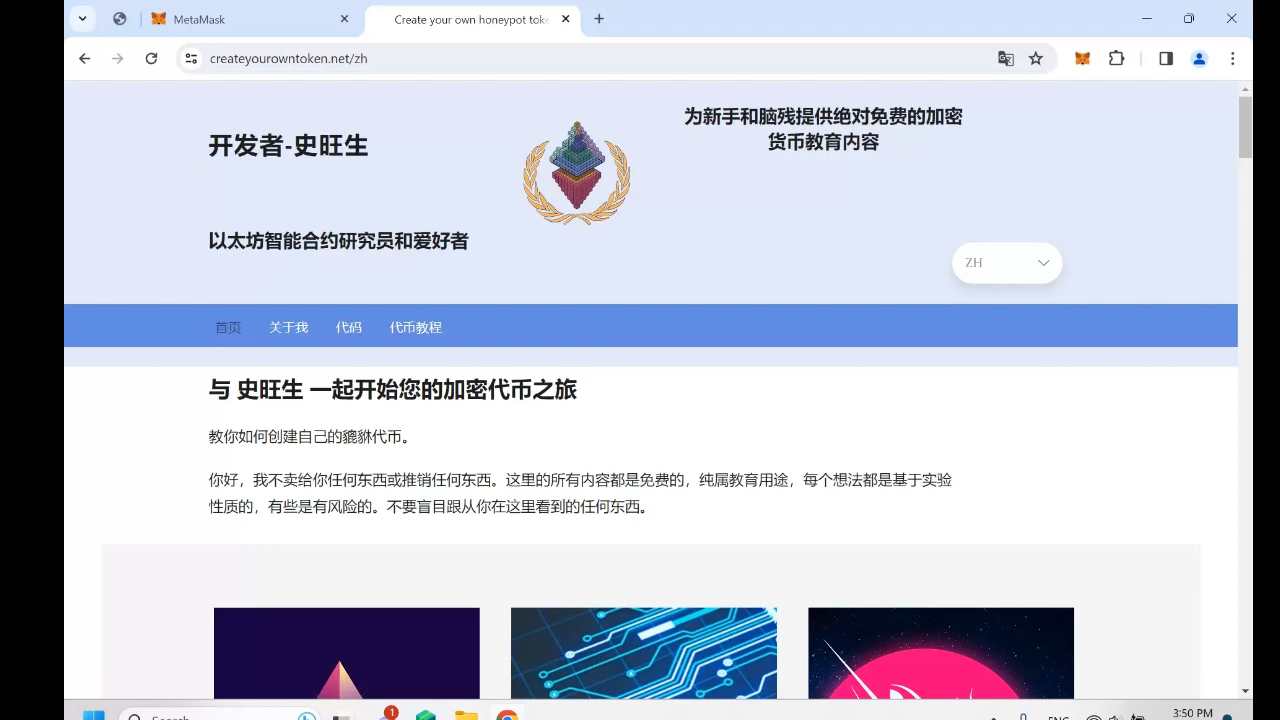 MetaMask
Create your own honeypot toke
createyourowntoken.net/zh
开发者-史旺生
为新手和脑残提供绝对免费的加密
货币教育内容
以太坊智能合约研究员和爱好者
ZH
首页 关于我 代码 代币教程
与 史旺生 一起开始您的加密代币之旅
教你如何创建自己的貔貅代币。
你好，我不卖给你任何东西或推销任何东西。这里的所有内容都是免费的，纯属教育用途，每个想法都是基于实验
性质的，有些是有风险的。不要盲目跟从你在这里看到的任何东西。
1
Search
ENG
3:50 PM